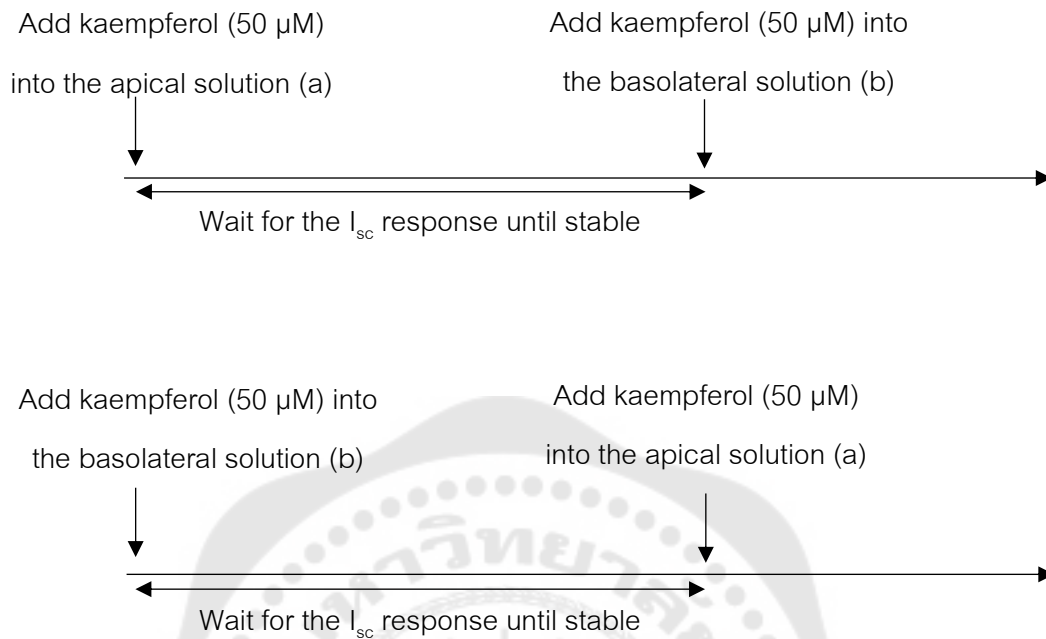 Add kaempferol (50 µM)
into the apical solution (a)
Add kaempferol (50 µM) into
the basolateral solution (b)
Wait for the Isc response until stable
Add kaempferol (50 µM) into
the basolateral solution (b)
Add kaempferol (50 µM)
into the apical solution (a)
Wait for the Isc response until stable